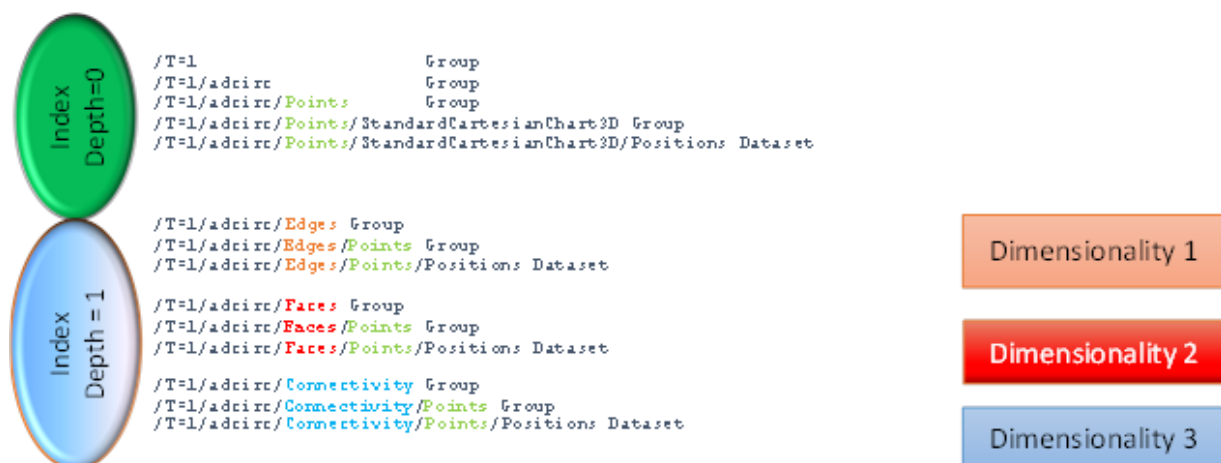 Index
Depth=0
/T=1 Group
/T=1/adcirc Group
/T=1/adcirc/Points Group
/T=1/adcirc/Points/StandardCartesianChart3D Group
/T=1/adcirc/Points/StandardCartesianChart3D/Positions Dataset
Index
Depth = 1
/T=1/adcirc/Edges Group
/T=1/adcirc/Edges/Points Group
/T=1/adcirc/Edges/Points/Positions Dataset
/T=1/adcirc/Faces Group
/T=1/adcirc/Faces/Points Group
/T=1/adcirc/Faces/Points/Positions Dataset
/T=1/adcirc/Connectivity Group
/T=1/adcirc/Connectivity/Points Group
/T=1/adcirc/Connectivity/Points/Positions Dataset
Dimensionality 1
Dimensionality 2
Dimensionality 3